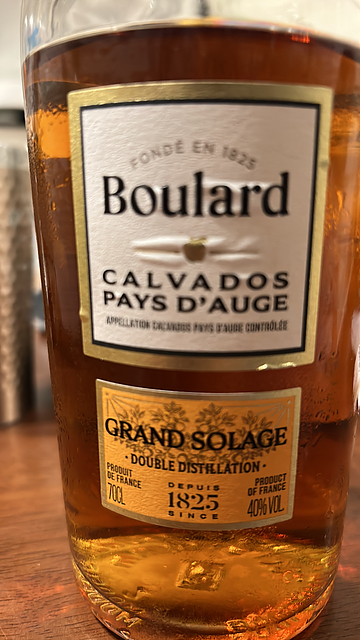 FONDÉ EN 1825
Boulard
CALVADOS
PAYS D'AUGE
APPELLATION CALVADOS PAYS D'AUGE CONTRÔLÉE
GRAND SOLAGE
· DOUBLE DISTILLATION ·
PRODUIT
DE FRANCE
70CL
DEPUIS
1825
SINCE
PRODUCT
OF FRANCE
40% VOL